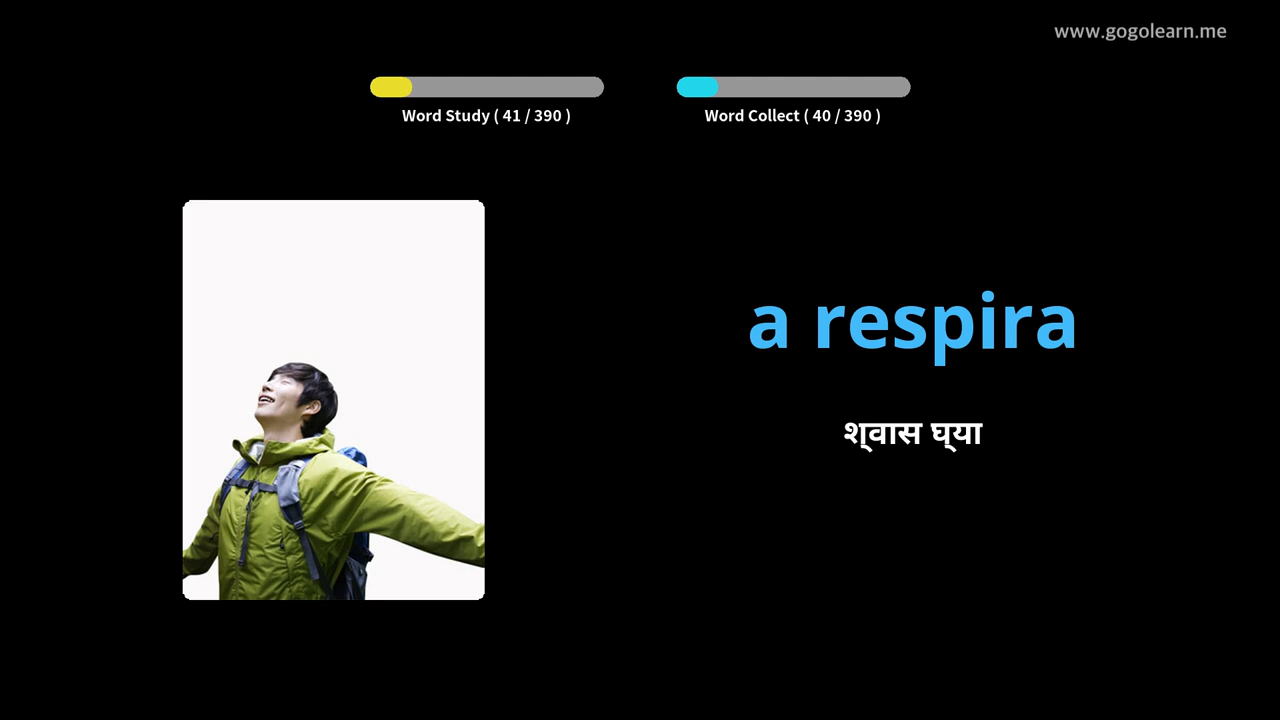 www.gogolearn.me
Word Study ( 41 / 390 )
Word Collect ( 40 / 390 )
a respira
श्वास घ्या